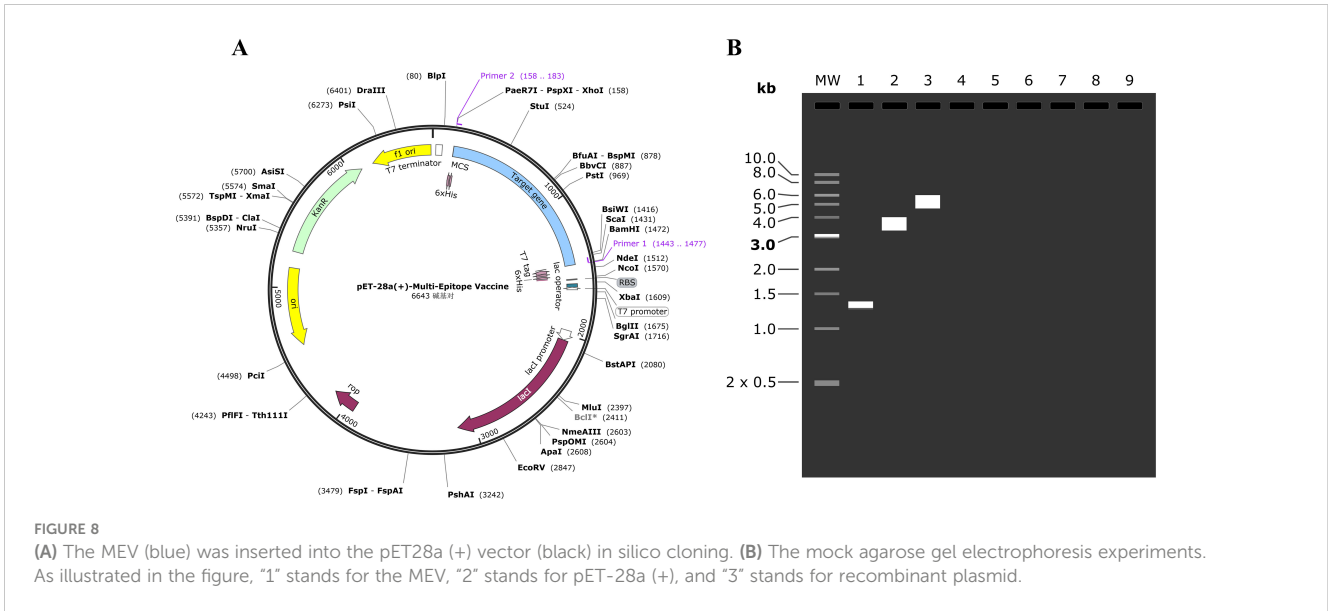 A
(80) BlpI
Primer 2 (158 .. 183)
(6401) DraIII
PaeR7I - PspXI - XhoI (158)
(6273) PsiI
StuI (524)
f1 ori
T7 terminator
MCS
6xHis
6000
Target gene
1000
BfuAI - BspMI (878)
BbvCI (887)
PstI (969)
(5700) AsiSI
(5574) SmaI
(5572) TspMI - XmaI
KanR
(5391) BspDI - ClaI
(5357) NruI
BsiWI (1416)
ScaI (1431)
BamHI (1472)
Primer 1 (1443 .. 1477)
NdeI (1512)
NcoI (1570)
T7 tag
6xHis
lac operator
RBS
XbaI (1609)
T7 promoter
BglII (1675)
SgrAI (1716)
pET-28a(+)-Multi-Epitope Vaccine
6643 碱基对
ori
5000
2000
lacI promoter
BstAPI (2080)
lacI
(4498) PciI
rop
4000
(4243) PflFI - Tth111I
MluI (2397)
BclI* (2411)
NmeAIII (2603)
PspOMI (2604)
ApaI (2608)
3000
EcoRV (2847)
(3479) FspI - FspAI
PshAI (3242)
B
kb
MW 1 2 3 4 5 6 7 8 9
10.0
8.0
6.0
5.0
4.0
3.0
2.0
1.5
1.0
2 x 0.5
FIGURE 8
(A) The MEV (blue) was inserted into the pET28a (+) vector (black) in silico cloning. (B) The mock agarose gel electrophoresis experiments.
As illustrated in the figure, “1” stands for the MEV, “2” stands for pET-28a (+), and “3” stands for recombinant plasmid.